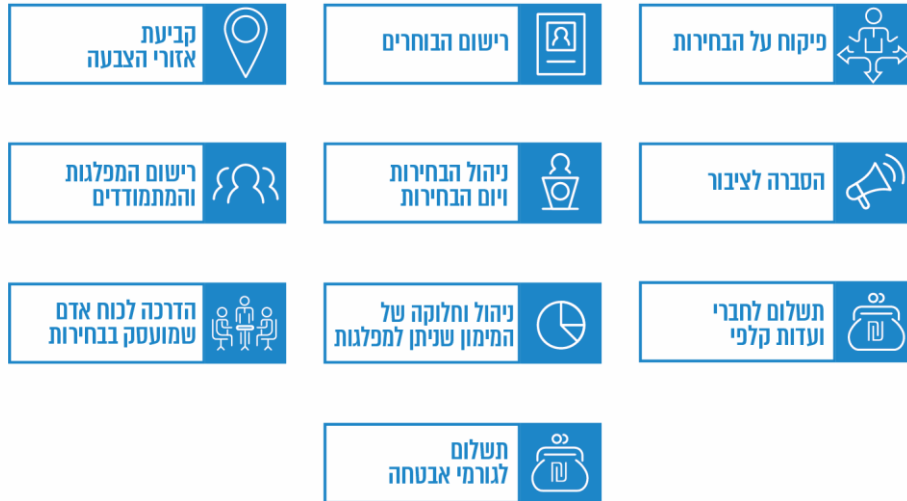 פיקוח על הבחירות
רישום הבוחרים
קביעת
אזורי הצבעה
הסברה לציבור
ניהול הבחירות
ויום הבחירות
רישום המפלגות
והמתמודדים
תשלום לחברי
ועדות קלפי
ניהול וחלוקה של
המימון שניתן למפלגות
הדרכה לכוח אדם
שמועסק בבחירות
תשלום
לגורמי אבטחה